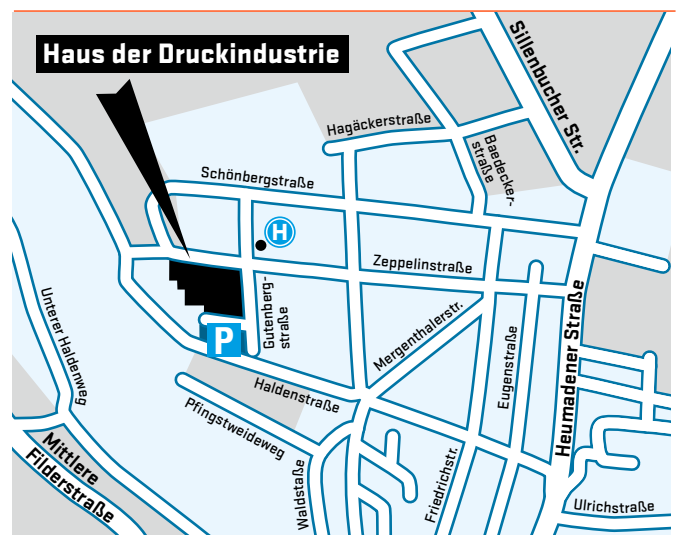 Haus der Druckindustrie
Sillenbucher Str.
Hagäckerstraße
Baedecker-
straße
Schönbergstraße
H
Zeppelinstraße
Unterer Haldenweg
Gutenberg-
straße
P
Mergenthalerstr.
Eugenstraße
Heumadener Straße
Haldenstraße
Pfingstweideweg
Mittlere
Filderstraße
Waldstaße
Friedrichstr.
Ulrichstraße